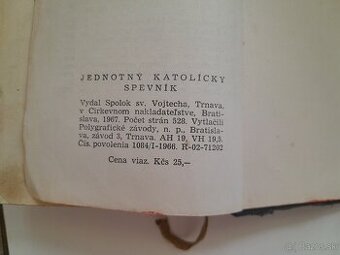 JEDNOTNÝ KATOLÍCKY
SPEVNÍK
Vydal Spolok sv. Vojtecha, Trnava,
v Cirkevnom nakladateľstve, Brati-
slava, 1967. Počet strán 528. Vytlačili
Polygrafické závody, n. p., Bratisla-
va, závod 3, Trnava. AH 19, VH 19,5.
Čís. povolenia 1084/I-1966. R-02-71202
Cena viaz. Kčs 25,—